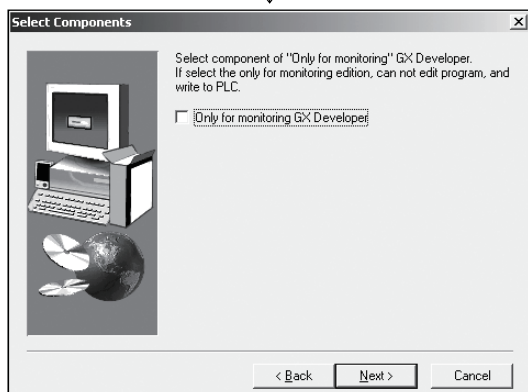 Select Components
Select component of "Only for monitoring" GX Developer.
If select the only for monitoring edition, can not edit program, and
write to PLC.
Only for monitoring GX Developer
< Back
Next >
Cancel